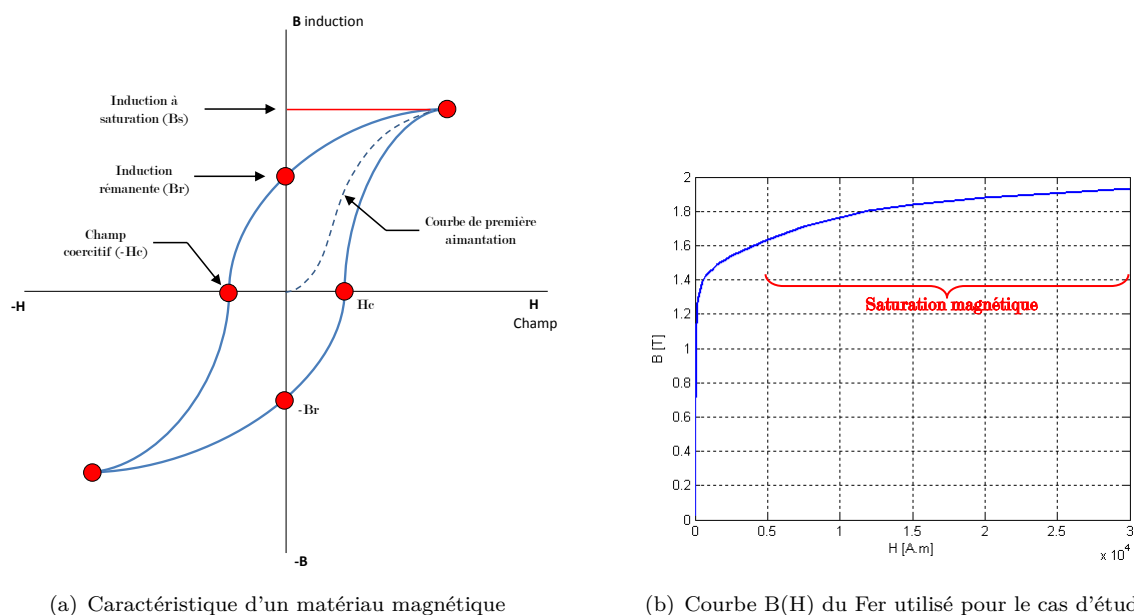 B induction
Induction à
saturation (Bs)
Induction
rémanente (Br)
Courbe de première
aimantation
Champ
coercitif (-Hc)
-H
Hc
H
Champ
-Br
-B
(a) Caractéristique d'un matériau magnétique
2
1.8
1.6
1.4
1.2
1
0.8
0.6
0.4
0.2
0
B [T]
Saturation magnétique
0
0.5
1
1.5
2
2.5
3
H [A.m]
x 10^4
(b) Courbe B(H) du Fer utilisé pour le cas d'étud